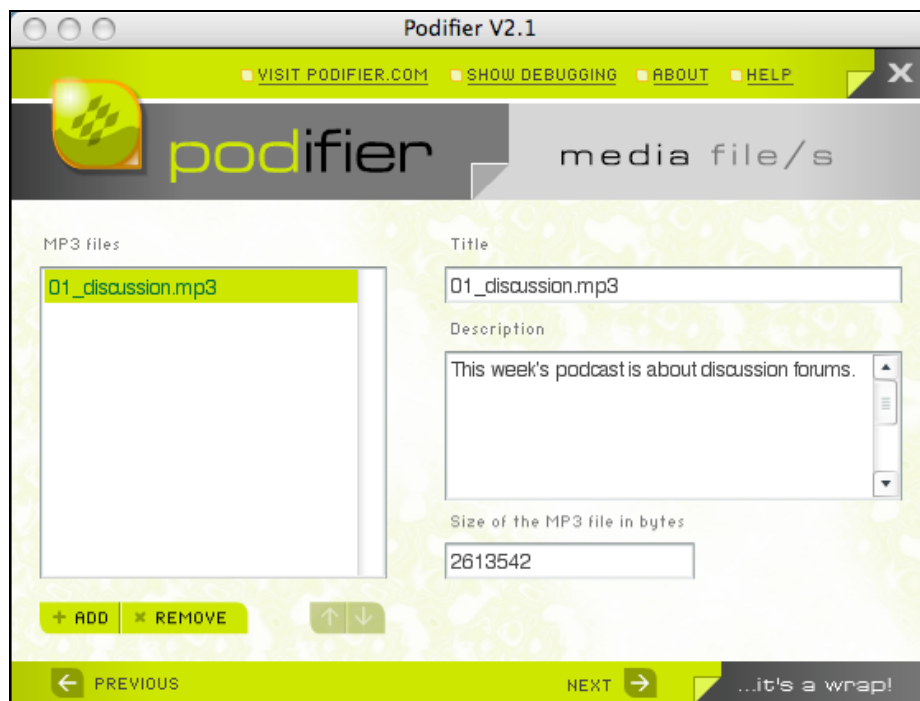 Podifier V2.1
VISIT PODIFIER.COM SHOW DEBUGGING ABOUT HELP
podifier media file/s
MP3 files
01_discussion.mp3
+ ADD × REMOVE
Title
01_discussion.mp3
Description
This week's podcast is about discussion forums.
Size of the MP3 file in bytes
2613542
PREVIOUS NEXT ...it's a wrap!